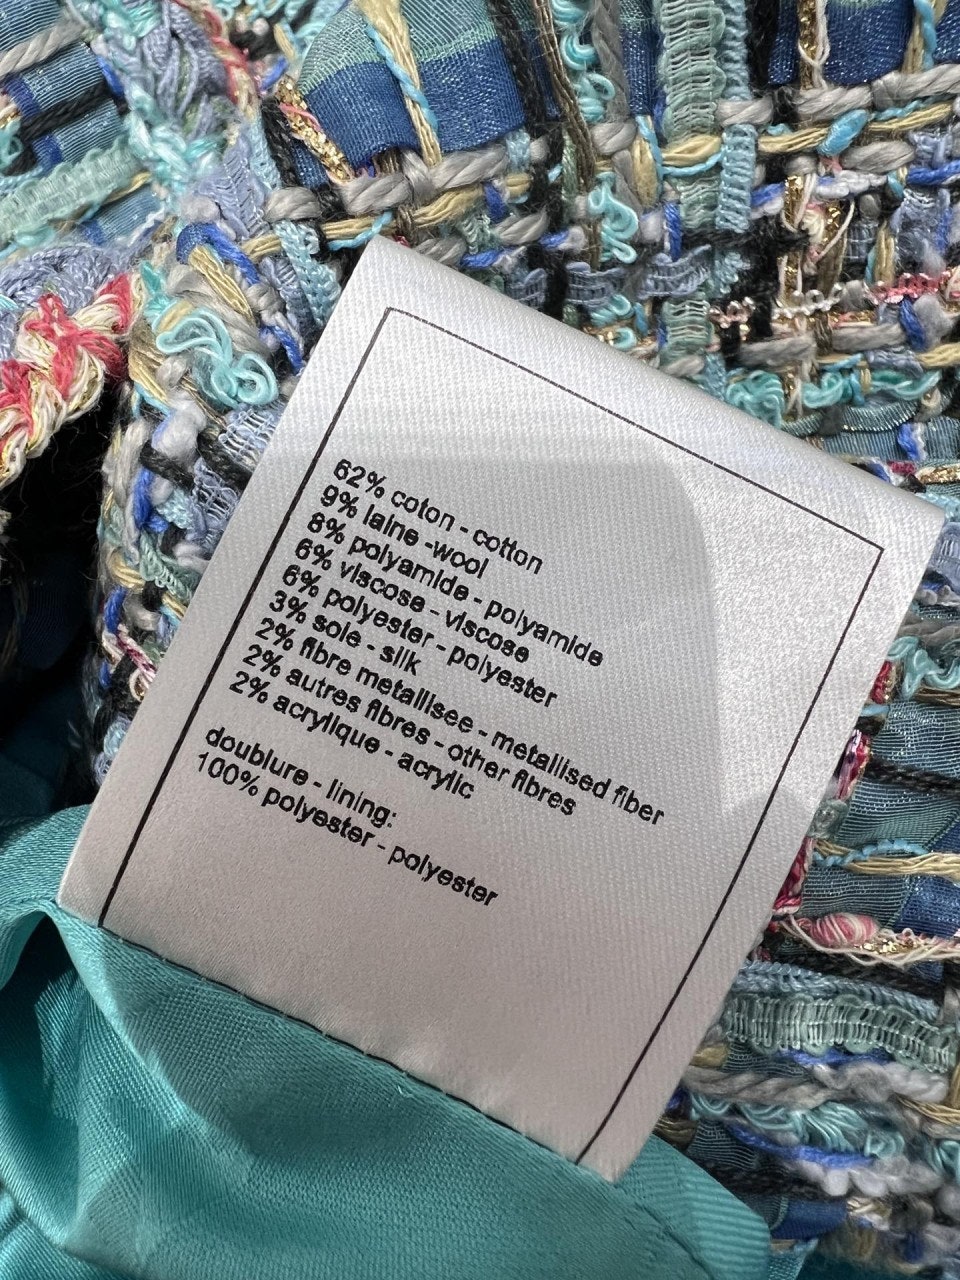 62% coton - cotton
9% laine -wool
8% polyamide - polyamide
6% viscose - viscose
6% polyester - polyester
3% soie - silk
2% fibre metallisee - metallised fiber
2% autres fibres - other fibres
2% acryllque - acrylic
doublure - lining:
100% polyester - polyester